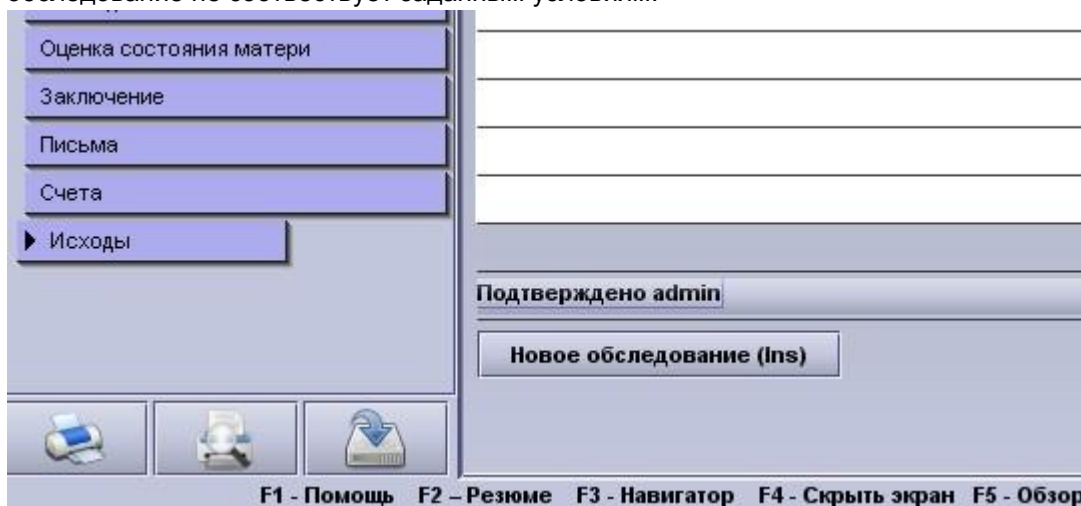 Оценка состояния матери
Заключение
Письма
Счета
Исходы
Подтверждено admin
Новое обследование (Ins)
F1 - Помощь F2 – Резюме F3 - Навигатор F4 - Скрыть экран F5 - Обзор